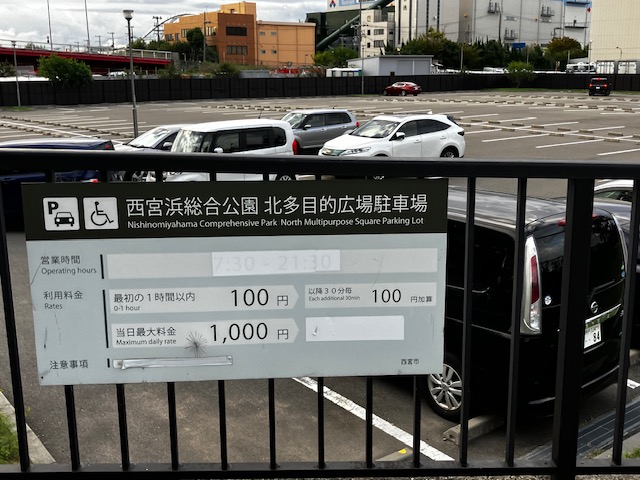 P
西宮浜総合公園 北多目的広場駐車場
Nishinomiyahama Comprehensive Park North Multipurpose Square Parking Lot
営業時間
Operating hours
7:30 - 21:30
利用料金
Rates
最初の1時間以内
0-1 hour
100 円
以降30分毎
Each additional 30min
100 円加算
当日最大料金
Maximum daily rate
1,000 円
注意事項
西宮市
84